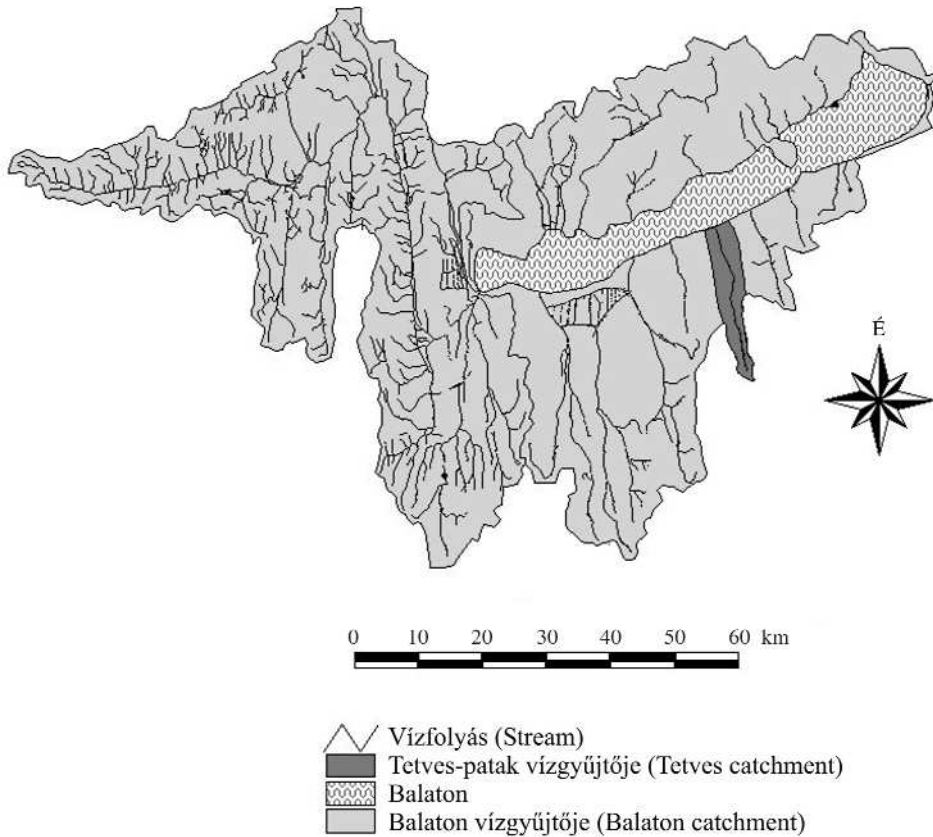 É
0 10 20 30 40 50 60 km
Vízfolyás (Stream)
Tetves-patak vízgyűjtője (Tetves catchment)
Balaton
Balaton vízgyűjtője (Balaton catchment)